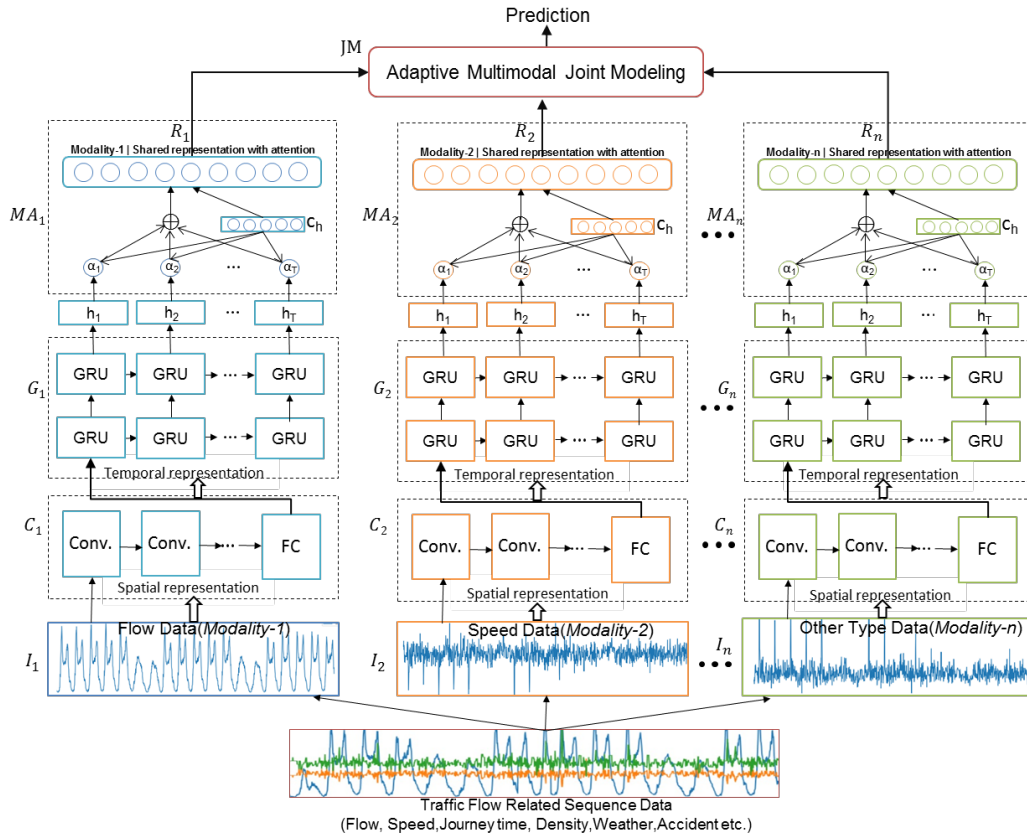 Prediction
JM
Adaptive Multimodal Joint Modeling
R₁ R₂ Rₙ
Modality-1 | Shared representation with attention Modality-2 | Shared representation with attention Modality-n | Shared representation with attention
MA₁ MA₂ MAₙ
Cₕ Cₕ Cₕ
α₁ α₂ ... α_T α₁ α₂ ... α_T α₁ α₂ ... α_T
h₁ h₂ ... h_T h₁ h₂ ... h_T h₁ h₂ ... h_T
G₁ GRU GRU ... GRU G₂ GRU GRU ... GRU Gₙ GRU GRU ... GRU
GRU GRU ... GRU GRU GRU ... GRU GRU GRU ... GRU
Temporal representation Temporal representation Temporal representation
C₁ Conv. Conv. ... FC C₂ Conv. Conv. ... FC Cₙ Conv. Conv. ... FC
Spatial representation Spatial representation Spatial representation
Flow Data(Modality-1) Speed Data(Modality-2) Other Type Data(Modality-n)
I₁ I₂ Iₙ
Traffic Flow Related Sequence Data
(Flow, Speed,Journey time, Density,Weather,Accident etc.)